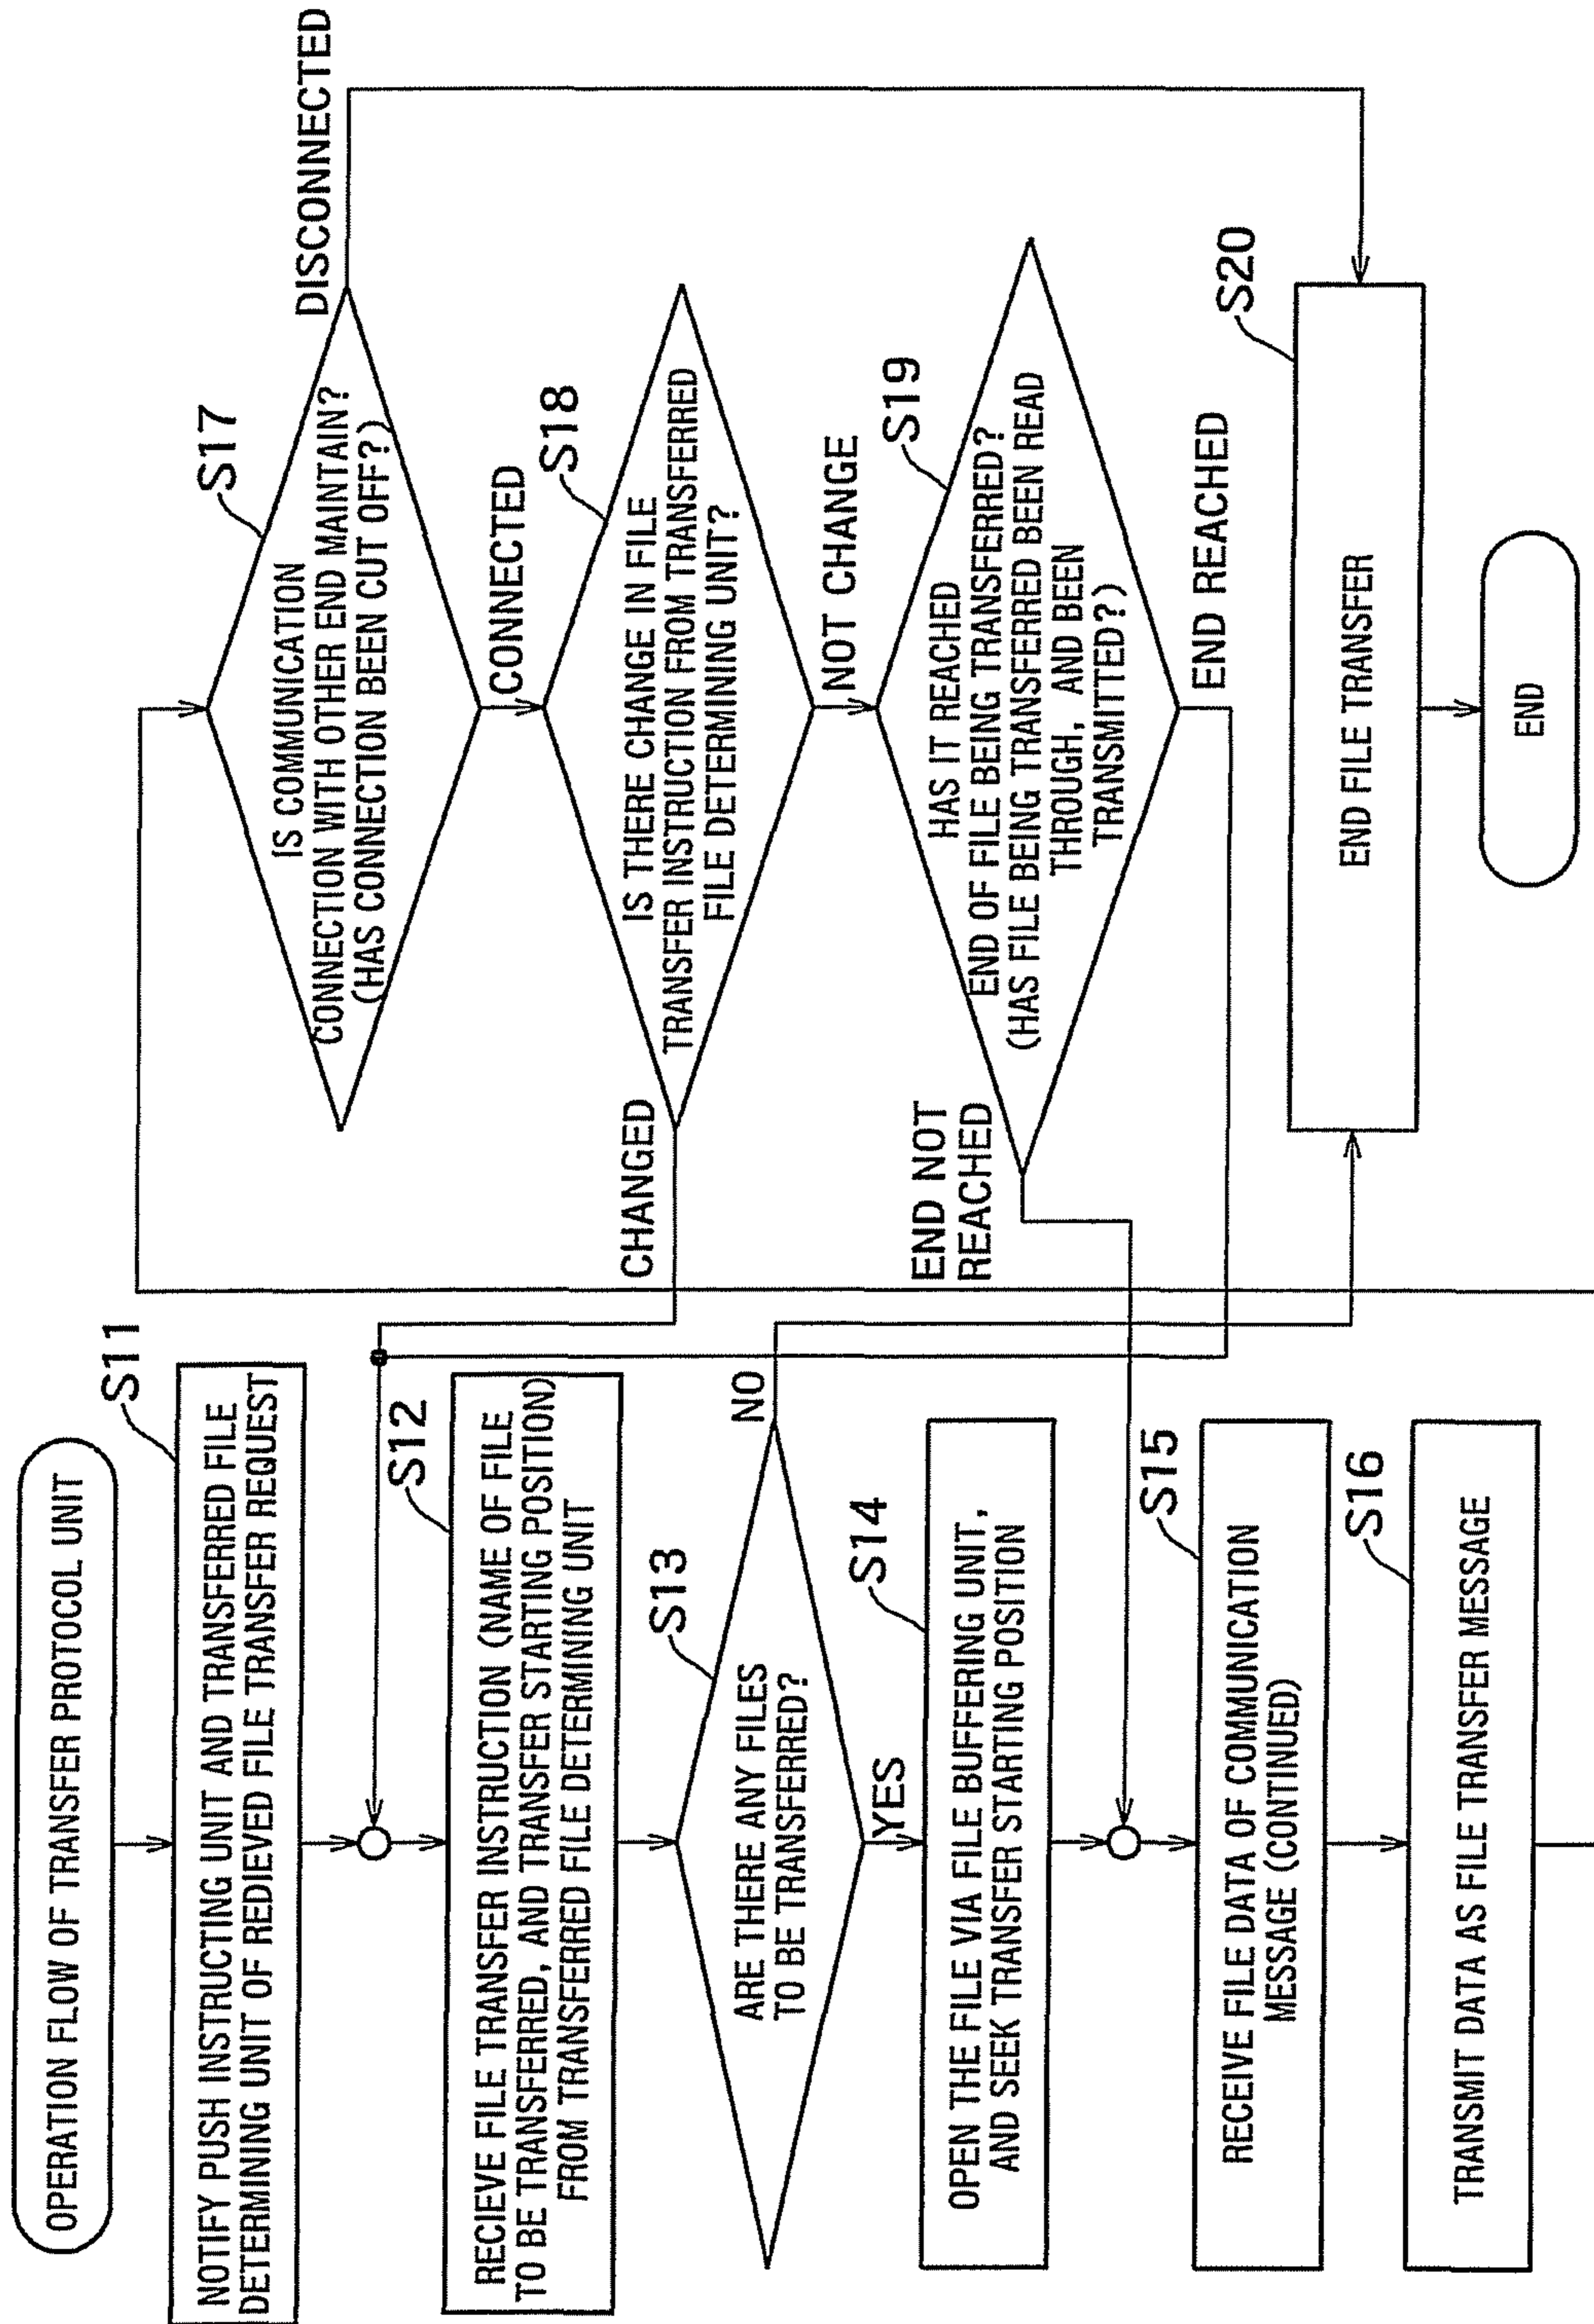 OPERATION FLOW OF TRANSFER PROTOCOL UNIT
S11
NOTIFY PUSH INSTRUCTING UNIT AND TRANSFERRED FILE
DETERMINING UNIT OF REDIEVED FILE TRANSFER REQUEST
S12
RECIEVE FILE TRANSFER INSTRUCTION (NAME OF FILE
TO BE TRANSFERRED, AND TRANSFER STARTING POSITION)
FROM TRANSFERRED FILE DETERMINING UNIT
S13
ARE THERE ANY FILES
TO BE TRANSFERRED?
NO
YES
S14
OPEN THE FILE VIA FILE BUFFERING UNIT,
AND SEEK TRANSFER STARTING POSITION
S15
RECEIVE FILE DATA OF COMMUNICATION
MESSAGE (CONTINUED)
S16
TRANSMIT DATA AS FILE TRANSFER MESSAGE
S17
IS COMMUNICATION
CONNECTION WITH OTHER END MAINTAIN?
(HAS CONNECTION BEEN CUT OFF?)
DISCONNECTED
CONNECTED
S18
IS THERE CHANGE IN FILE
TRANSFER INSTRUCTION FROM TRANSFERRED
FILE DETERMINING UNIT?
CHANGED
NOT CHANGE
S19
HAS IT REACHED
END OF FILE BEING TRANSFERRED?
(HAS FILE BEING TRANSFERRED BEEN READ
THROUGH, AND BEEN
TRANSMITTED?)
END NOT
REACHED
END REACHED
S20
END FILE TRANSFER
END